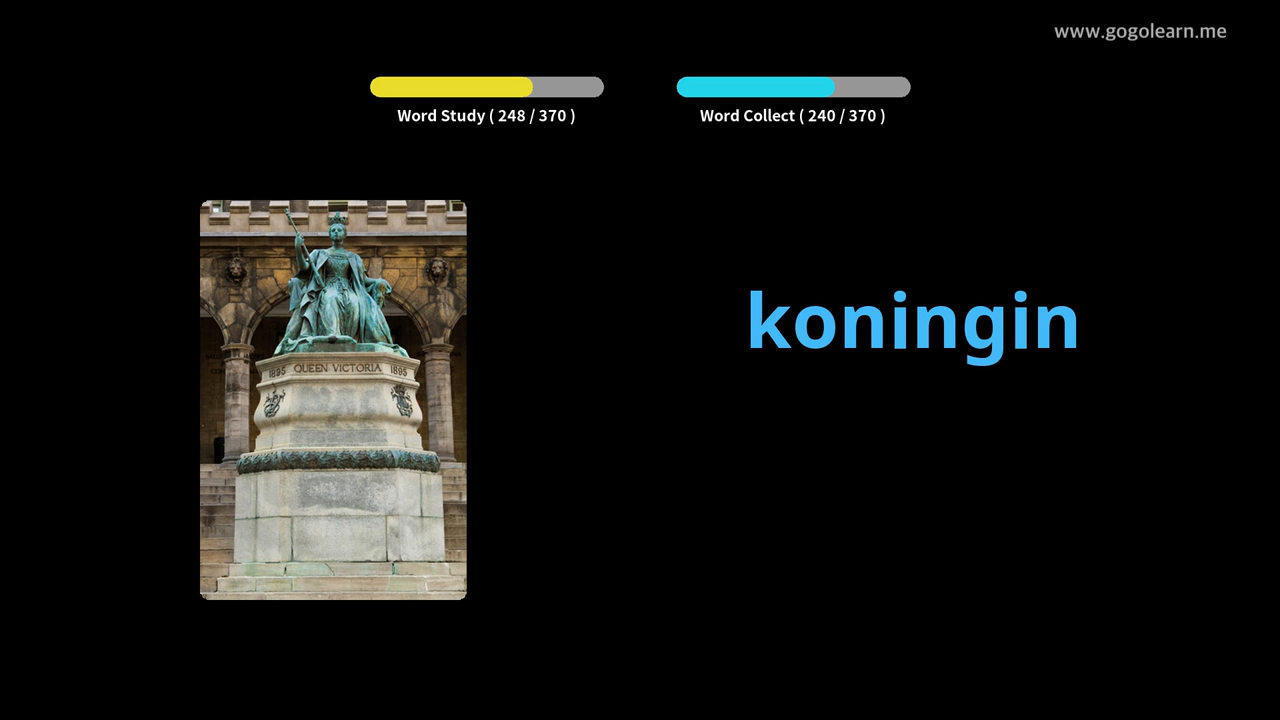 www.gogolearn.me
Word Study ( 248 / 370 )
Word Collect ( 240 / 370 )
koningin
1895 QUEEN VICTORIA 1895